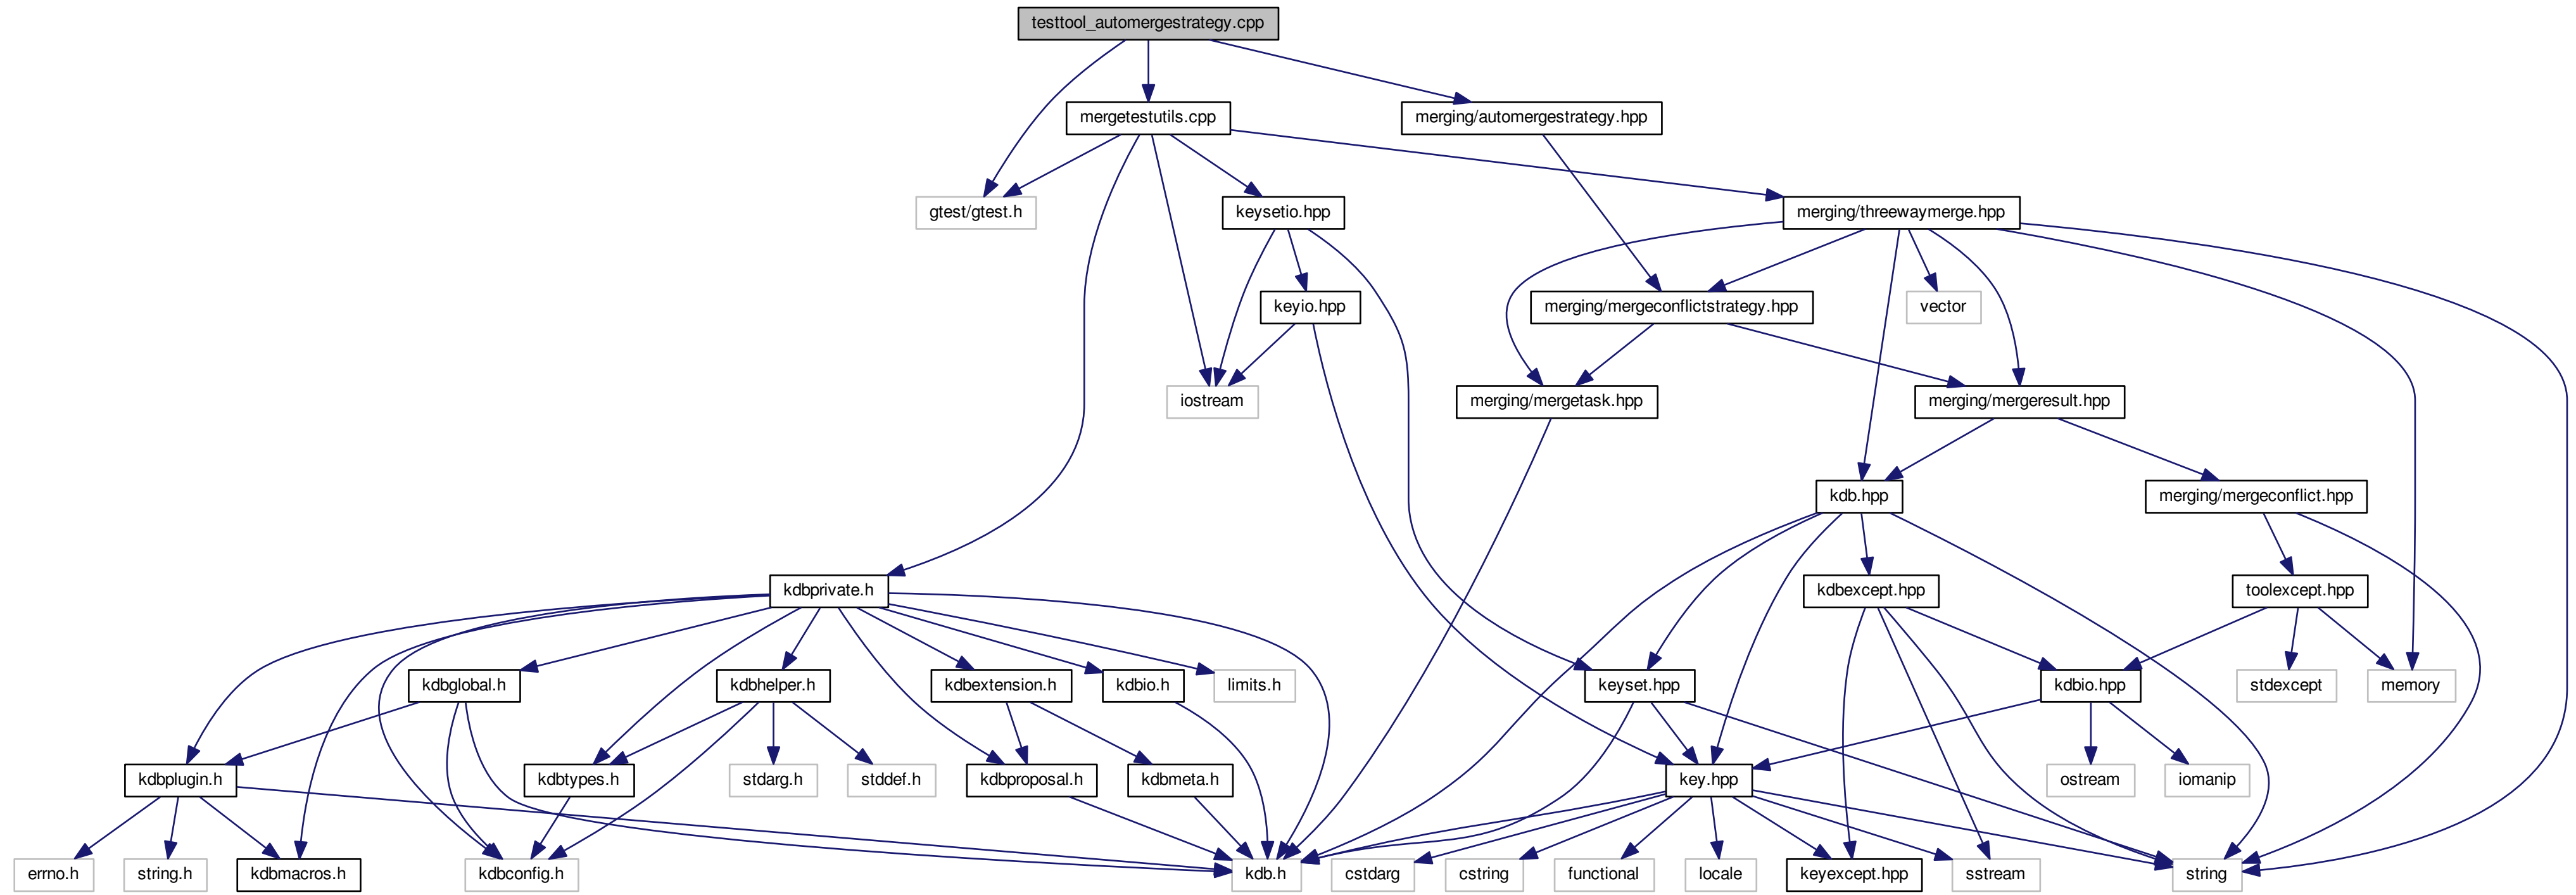 testtool_automergestrategy.cpp
mergetestutils.cpp
merging/automergestrategy.hpp
gtest/gtest.h
keysetio.hpp
merging/threewaymerge.hpp
keyio.hpp
merging/mergeconflictstrategy.hpp
vector
iostream
merging/mergetask.hpp
merging/mergeresult.hpp
kdb.hpp
merging/mergeconflict.hpp
kdbprivate.h
kdbexcept.hpp
toolexcept.hpp
kdbglobal.h
kdbhelper.h
kdbextension.h
kdbio.h
limits.h
keyset.hpp
kdbio.hpp
stdexcept
memory
kdbplugin.h
kdbtypes.h
stdarg.h
stddef.h
kdbproposal.h
kdbmeta.h
key.hpp
ostream
iomanip
errno.h
string.h
kdbmacros.h
kdbconfig.h
kdb.h
cstdarg
cstring
functional
locale
keyexcept.hpp
sstream
string